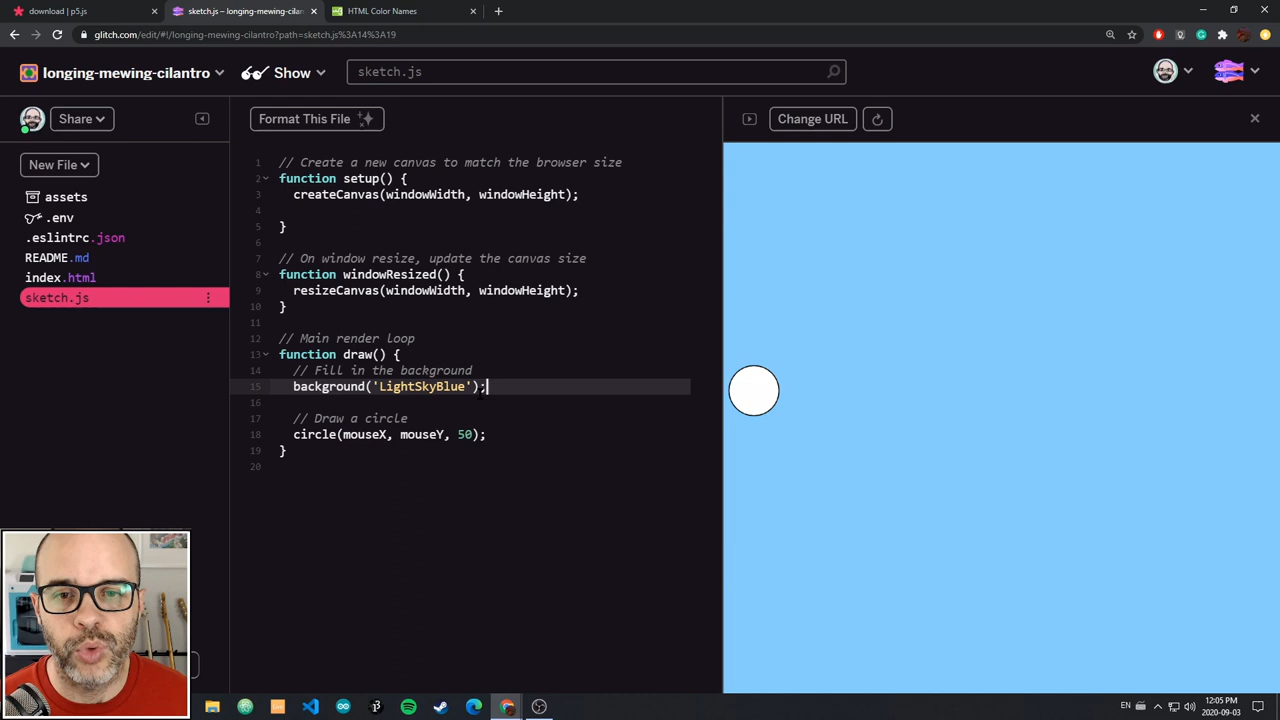 download | p5.js
sketch.js – longing-mewing-cilan
HTML Color Names
glitch.com/edit/#!/longing-mewing-cilantro?path=sketch.js%3A14%3A19
longing-mewing-cilantro
Show
sketch.js
Share
Format This File
Change URL
New File
assets
.env
.eslintrc.json
README.md
index.html
sketch.js
1 // Create a new canvas to match the browser size
2 function setup() {
3 createCanvas(windowWidth, windowHeight);
4
5 }
6
7 // On window resize, update the canvas size
8 function windowResized() {
9 resizeCanvas(windowWidth, windowHeight);
10 }
11
12 // Main render loop
13 function draw() {
14 // Fill in the background
15 background('LightSkyBlue');
16
17 // Draw a circle
18 circle(mouseX, mouseY, 50);
19 }
20
EN
12:05 PM
2020-09-03